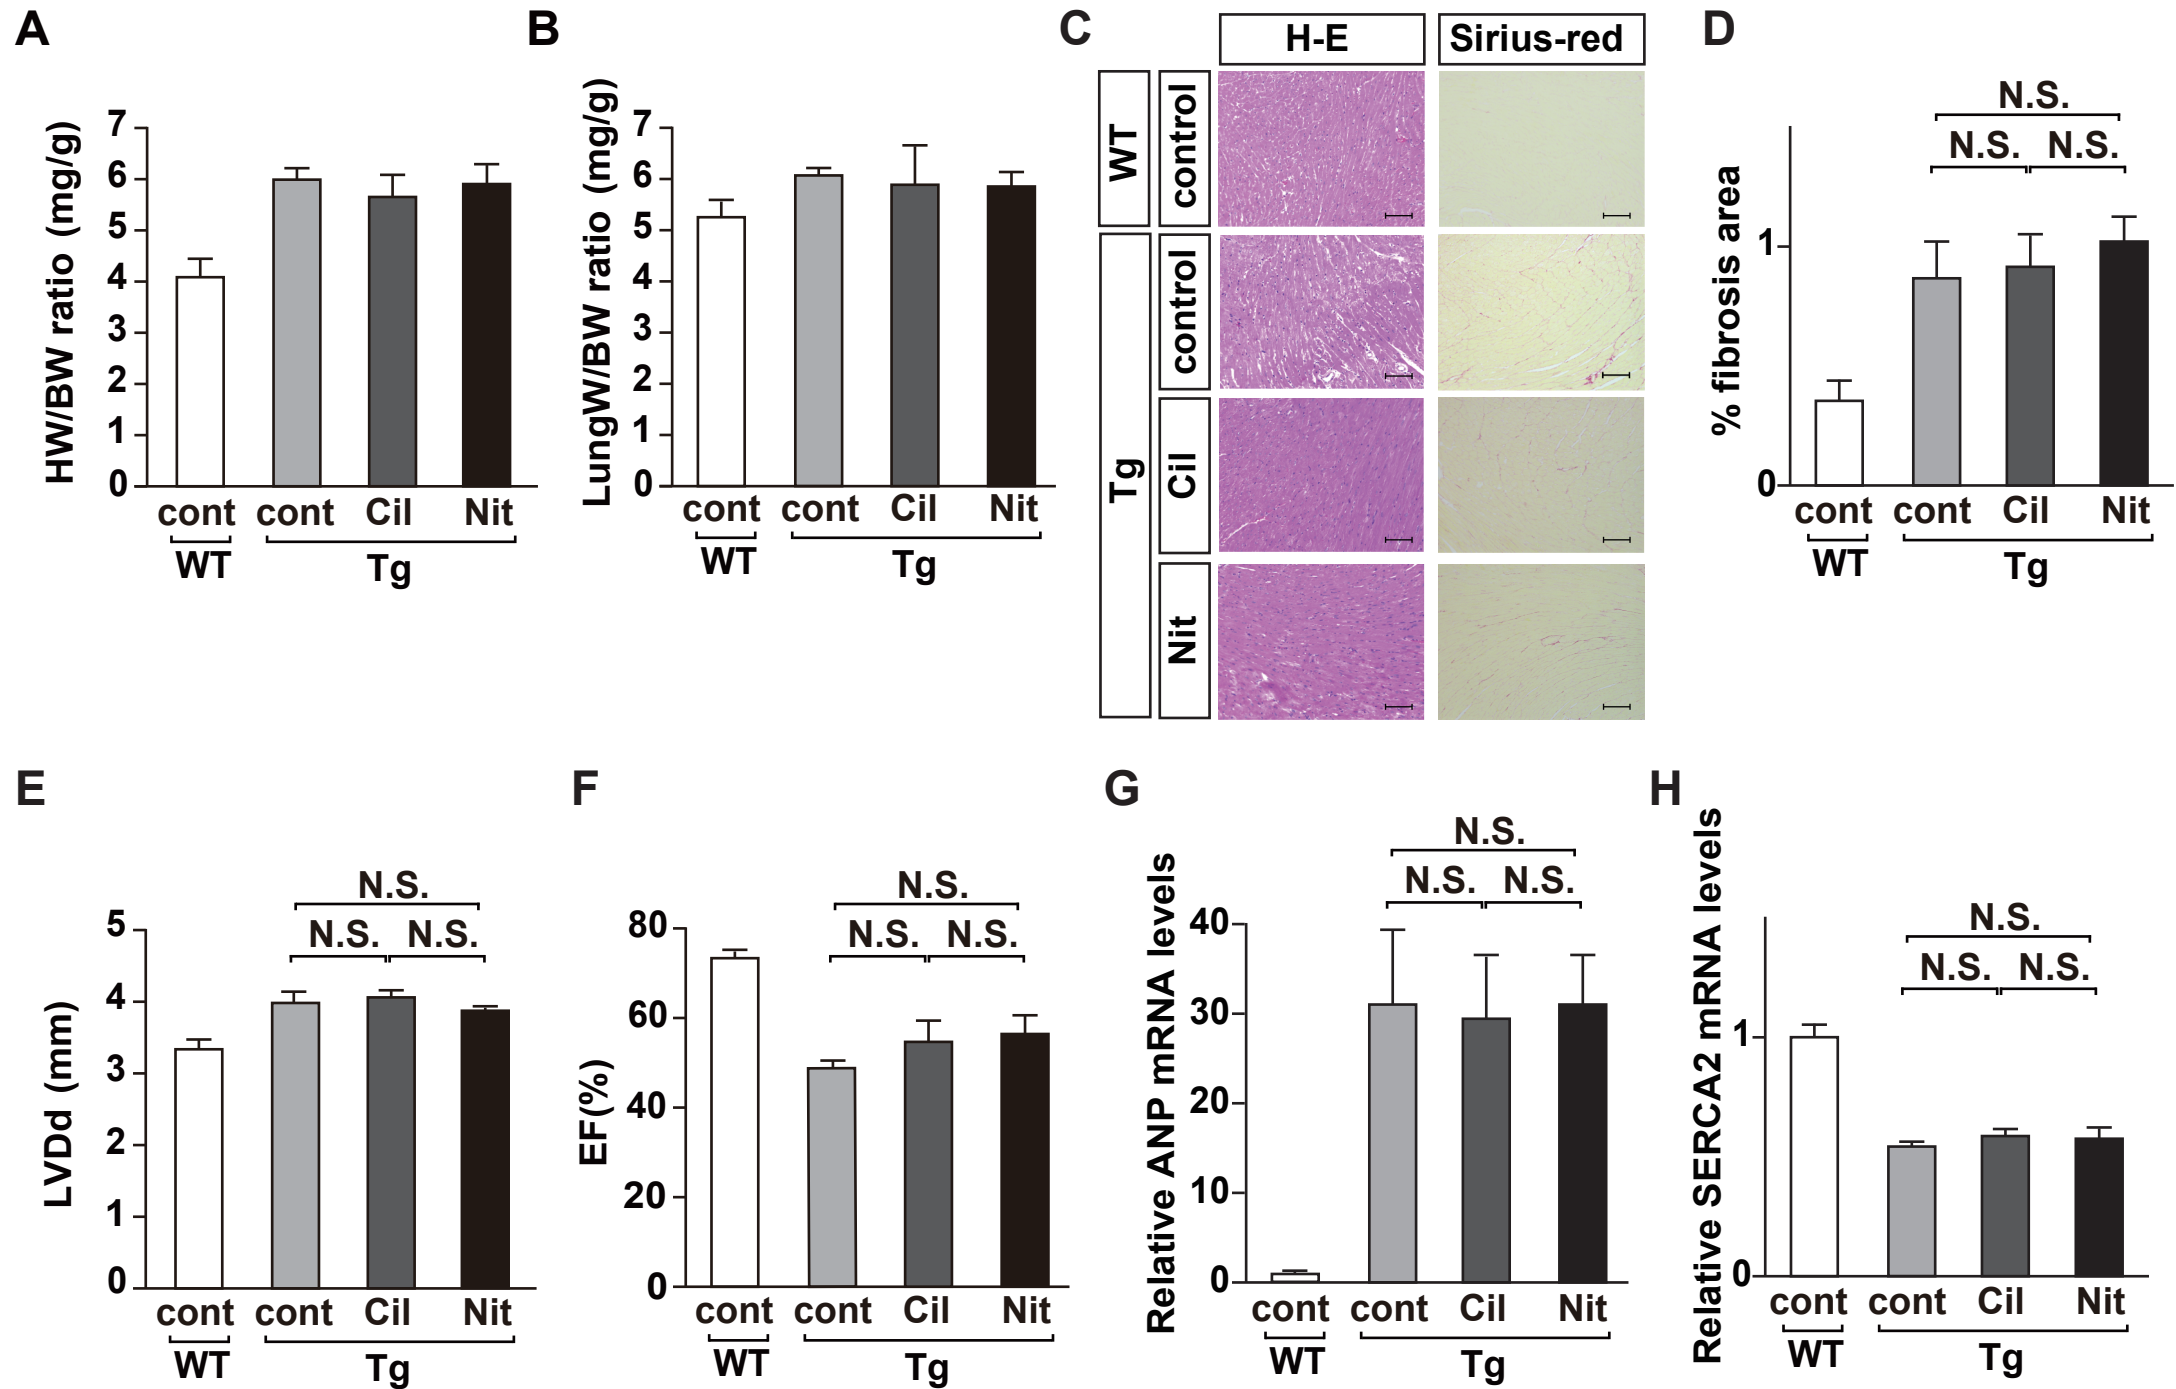 A
HW/BW ratio (mg/g)
7
6
5
4
3
2
1
0
cont cont Cil Nit
WT Tg
B
LungW/BW ratio (mg/g)
7
6
5
4
3
2
1
0
cont cont Cil Nit
WT Tg
C
H-E Sirius-red
WT control
Tg control
Cil
Nit
D
% fibrosis area
N.S.
N.S. N.S.
1
0
cont cont Cil Nit
WT Tg
E
LVDd (mm)
N.S.
N.S. N.S.
5
4
3
2
1
0
cont cont Cil Nit
WT Tg
F
EF(%)
N.S.
N.S. N.S.
80
60
40
20
0
cont cont Cil Nit
WT Tg
G
Relative ANP mRNA levels
N.S.
N.S. N.S.
40
30
20
10
0
cont cont Cil Nit
WT Tg
H
Relative SERCA2 mRNA levels
N.S.
N.S. N.S.
1
0
cont cont Cil Nit
WT Tg